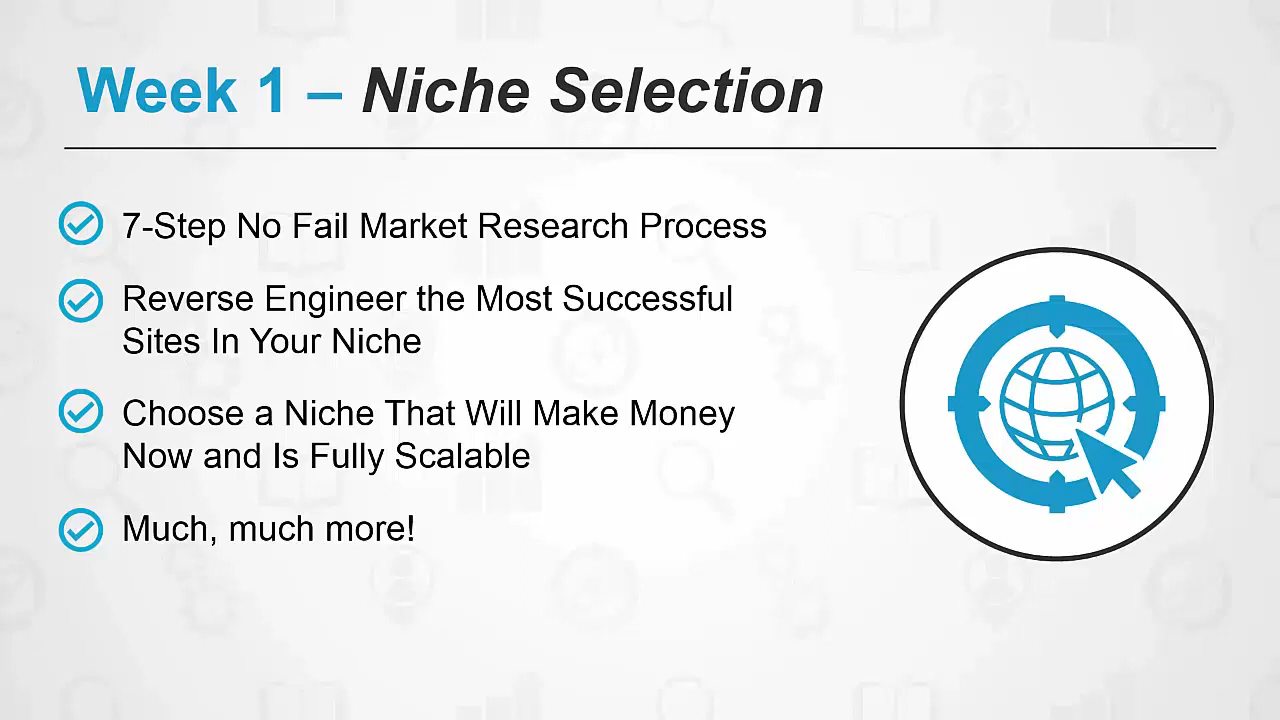 Week 1 – Niche Selection
7-Step No Fail Market Research Process
Reverse Engineer the Most Successful
Sites In Your Niche
Choose a Niche That Will Make Money
Now and Is Fully Scalable
Much, much more!